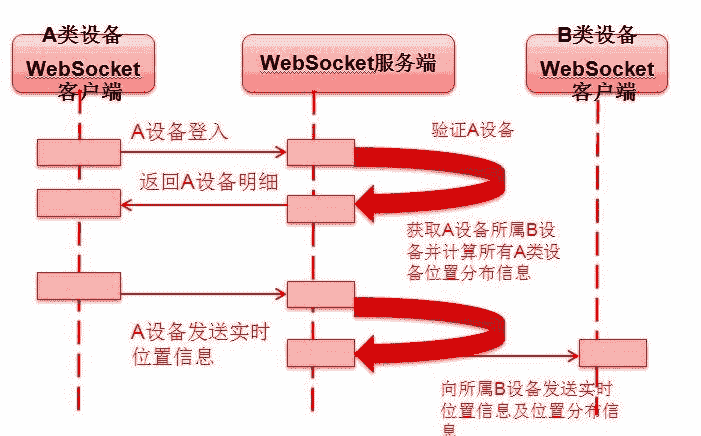 A类设备
WebSocket
客户端
WebSocket服务端
B类设备
WebSocket
客户端
A设备登入
验证A设备
返回A设备明细
获取A设备所属B设
备并计算所有A类设
备位置分布信息
A设备发送实时
位置信息
向所属B设备发送实时
位置信息及位置分布信
息